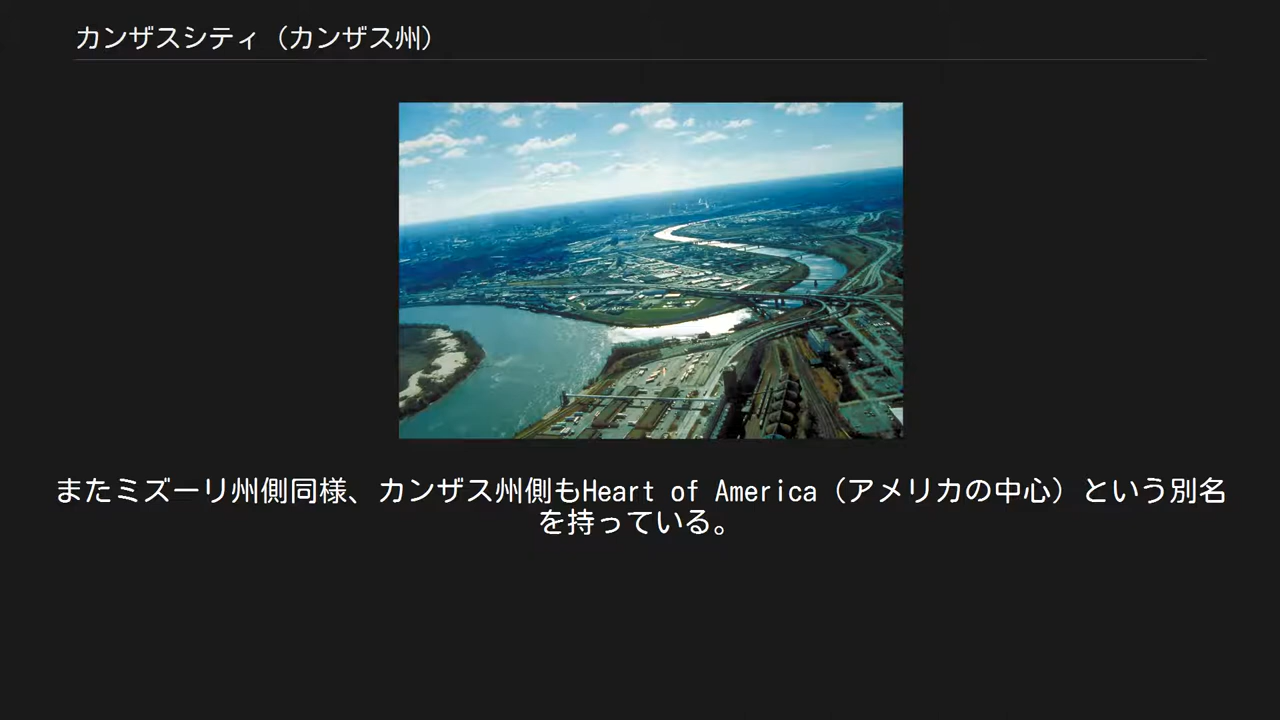 カンザスシティ（カンザス州）
またミズーリ州側同様、カンザス州側もHeart of America（アメリカの中心）という別名
を持っている。